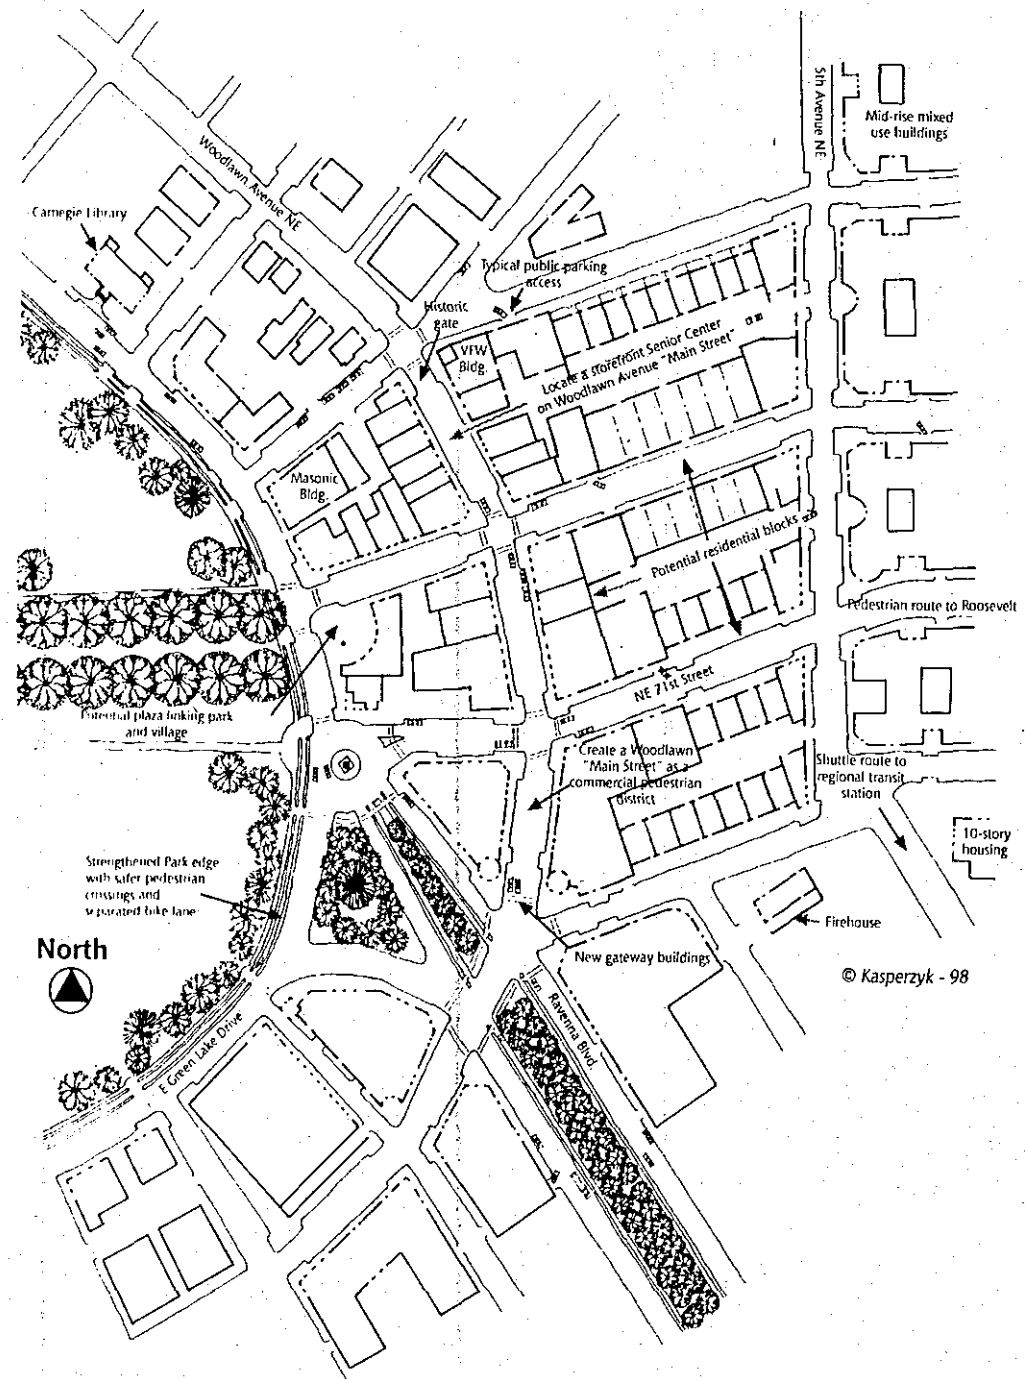 5th Avenue NE
Mid-rise mixed
use buildings
Woodlawn Avenue NE
Carnegie Library
Typical public parking
access
Historic
gate
VFW
Bldg.
Locate a storefront Senior Center
on Woodlawn Avenue "Main Street"
Masonic
Bldg.
Potential residential blocks
Pedestrian route to Roosevelt
NE 71st Street
Potential plaza linking park
and village
Create a Woodlawn
"Main Street" as a
commercial pedestrian
district
Shuttle route to
regional transit
station
10-story
housing
Strengthened Park edge
with safer pedestrian
crossings and
separated bike lane
Firehouse
North
New gateway buildings
© Kasperzyk - 98
Ravenna Blvd.
E Green Lake Drive